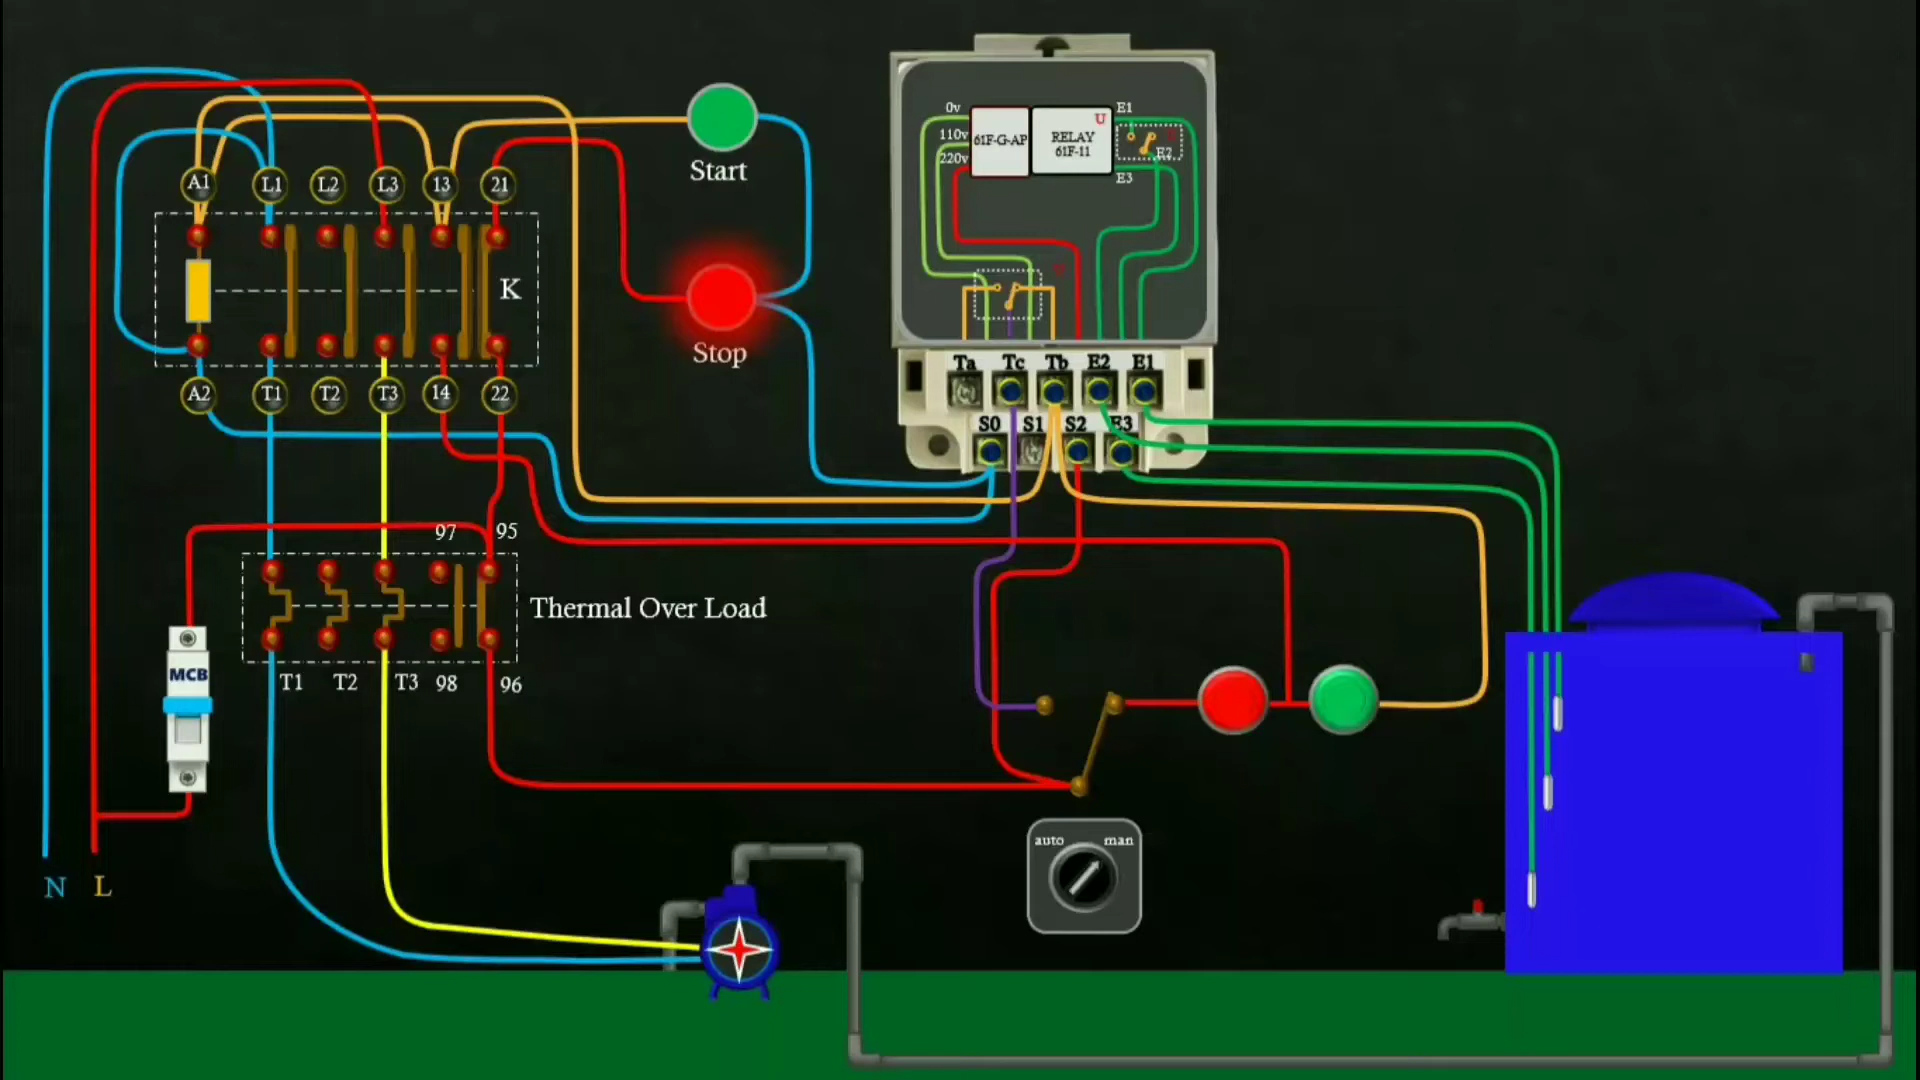 A1
L1
L2
L3
13
21
K
A2
T1
T2
T3
14
22
Start
Stop
0v
110v
220v
61F-G-AP
U
RELAY
61F-11
E1
E2
E3
Ta
Tc
Tb
E2
E1
S0
S1
S2
E3
97
95
Thermal Over Load
T1
T2
T3
98
96
MCB
N
L
auto
man